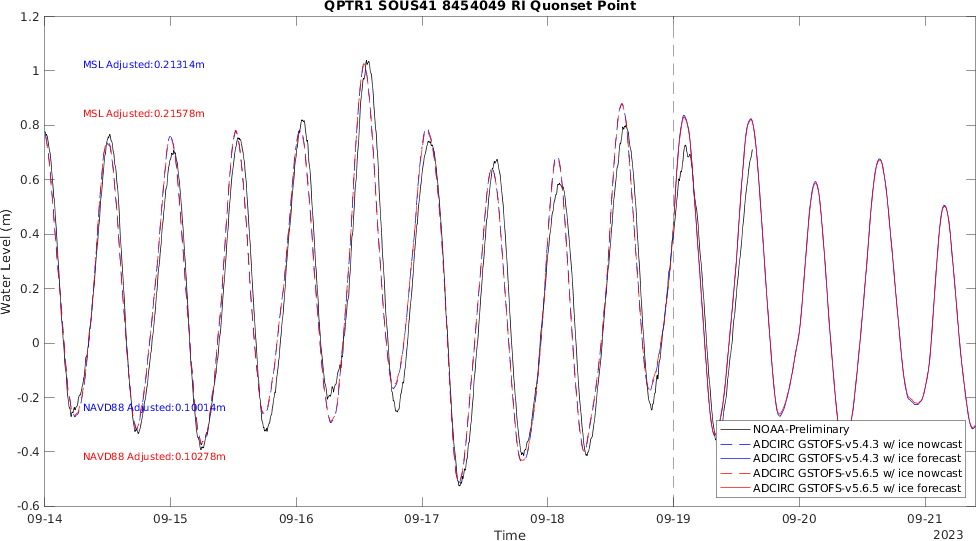 QPTR1 SOUS41 8454049 RI Quonset Point
1.2
1
0.8
0.6
0.4
0.2
0
-0.2
-0.4
-0.6
Water Level (m)
MSL Adjusted:0.21314m
MSL Adjusted:0.21578m
NAVD88 Adjusted:0.10014m
NAVD88 Adjusted:0.10278m
NOAA-Preliminary
ADCIRC GSTOFS-v5.4.3 w/ ice nowcast
ADCIRC GSTOFS-v5.4.3 w/ ice forecast
ADCIRC GSTOFS-v5.6.5 w/ ice nowcast
ADCIRC GSTOFS-v5.6.5 w/ ice forecast
09-14 09-15 09-16 09-17 09-18 09-19 09-20 09-21
Time
2023